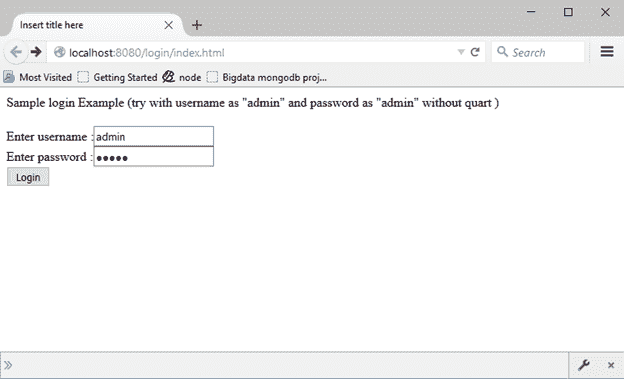 Insert title here
localhost:8080/login/index.html
Search
Most Visited Getting Started node Bigdata mongodb proj...
Sample login Example (try with username as "admin" and password as "admin" without quart )
Enter username : admin
Enter password : •••••
Login